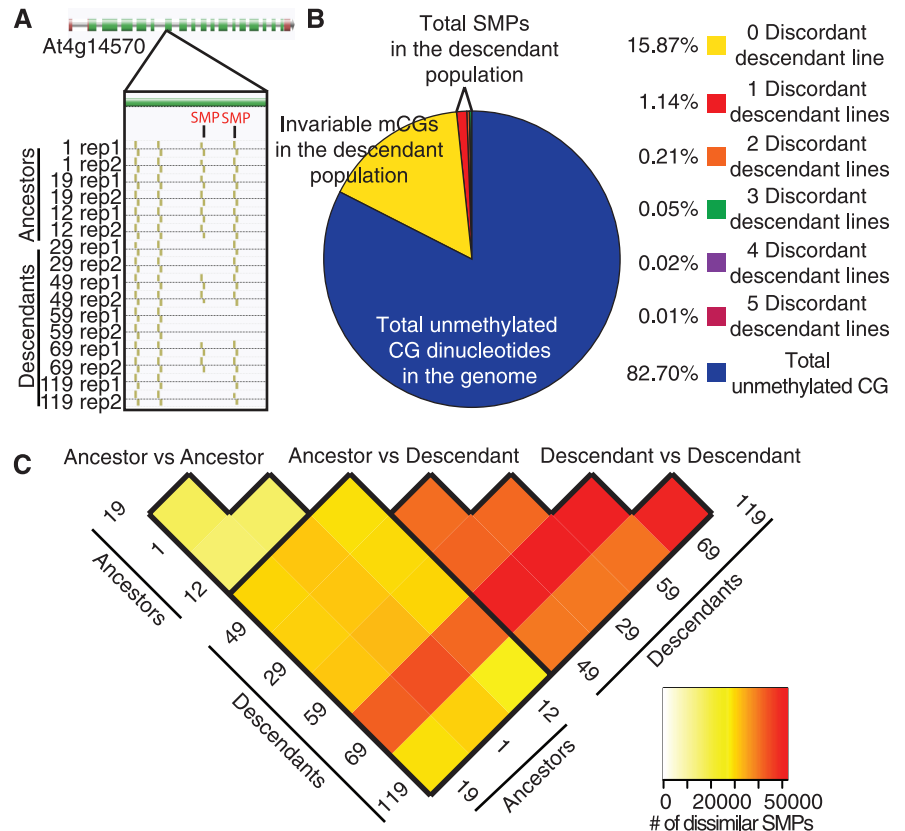 A
At4g14570
SMP SMP
Ancestors
1 rep1
1 rep2
19 rep1
19 rep2
12 rep1
12 rep2
Descendants
29 rep1
29 rep2
49 rep1
49 rep2
59 rep1
59 rep2
69 rep1
69 rep2
119 rep1
119 rep2
B
Total SMPs
in the descendant
population
Invariable mCGs
in the descendant
population
Total unmethylated
CG dinucleotides
in the genome
15.87% 0 Discordant
descendant line
1.14% 1 Discordant
descendant lines
0.21% 2 Discordant
descendant lines
0.05% 3 Discordant
descendant lines
0.02% 4 Discordant
descendant lines
0.01% 5 Discordant
descendant lines
82.70% Total
unmethylated CG
C
Ancestor vs Ancestor
Ancestor vs Descendant
Descendant vs Descendant
19
1
12
Ancestors
49
29
59
69
119
Descendants
119
69
59
29
49
Descendants
12
1
19
Ancestors
0 20000 50000
# of dissimilar SMPs